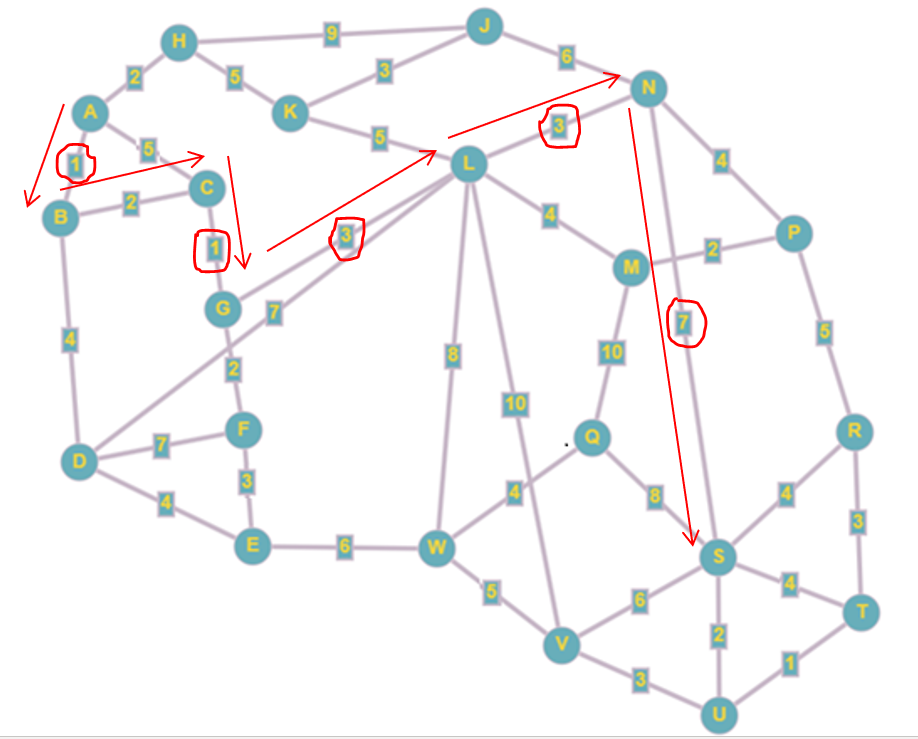 H 9 J
2 5 3 6
A K N
5 5 3 4
1 L
C
B 2 4
1 3 P
M 2
G 7 7 5
4 2 8 10
10
D 7 F Q R
3 4 8 4 3
4
E 6 W S
5 6 4
V 2 T
3 1
U